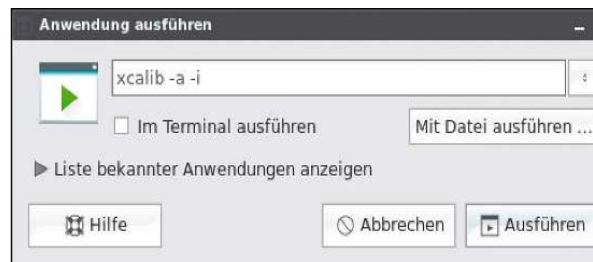 Anwendung ausführen
xcalib -a -i
Im Terminal ausführen
Mit Datei ausführen ...
Liste bekannter Anwendungen anzeigen
Hilfe
Abbrechen
Ausführen